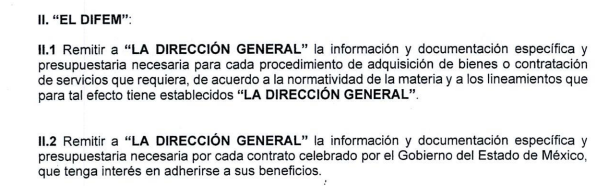 II. “EL DIFEM”:
II.1 Remitir a “LA DIRECCIÓN GENERAL” la información y documentación específica y
presupuestaria necesaria para cada procedimiento de adquisición de bienes o contratación
de servicios que requiera, de acuerdo a la normatividad de la materia y a los lineamientos que
para tal efecto tiene establecidos “LA DIRECCIÓN GENERAL”.
II.2 Remitir a “LA DIRECCIÓN GENERAL” la información y documentación específica y
presupuestaria necesaria por cada contrato celebrado por el Gobierno del Estado de México,
que tenga interés en adherirse a sus beneficios.